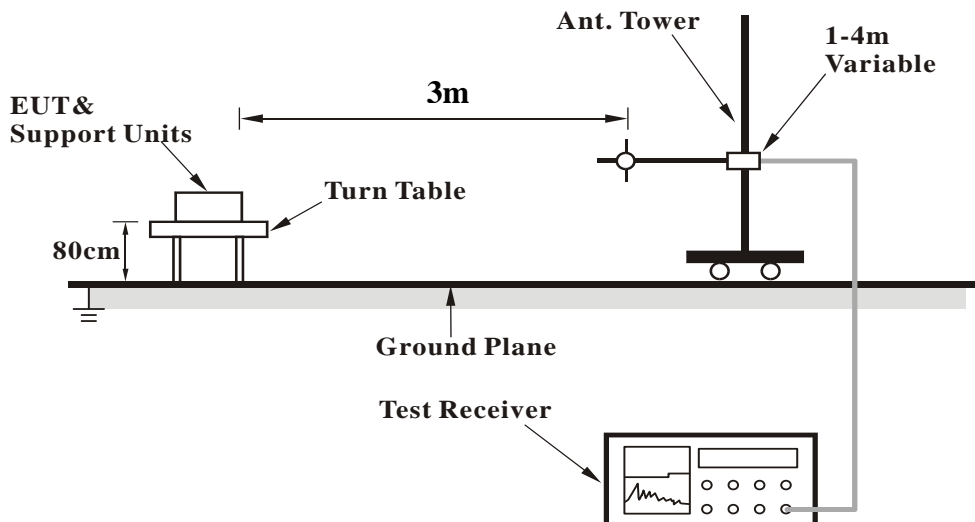 Ant. Tower
1-4m
Variable
3m
EUT&
Support Units
Turn Table
80cm
Ground Plane
Test Receiver